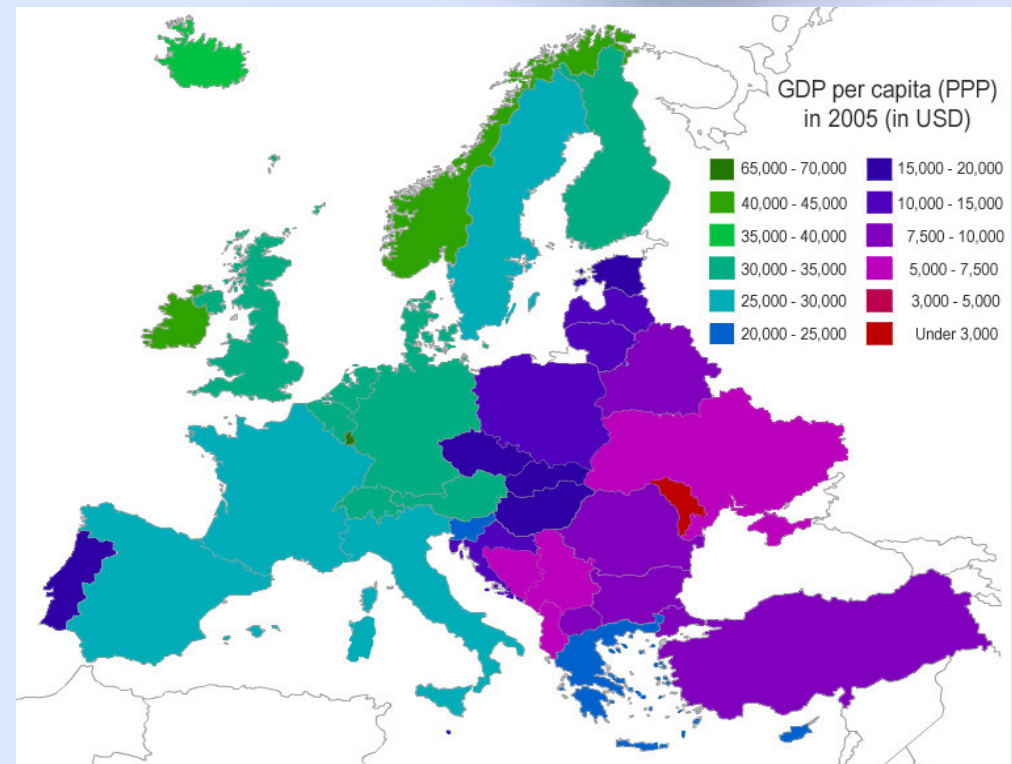 GDP per capita (PPP)
in 2005 (in USD)
65,000 - 70,000
40,000 - 45,000
35,000 - 40,000
30,000 - 35,000
25,000 - 30,000
20,000 - 25,000
15,000 - 20,000
10,000 - 15,000
7,500 - 10,000
5,000 - 7,500
3,000 - 5,000
Under 3,000